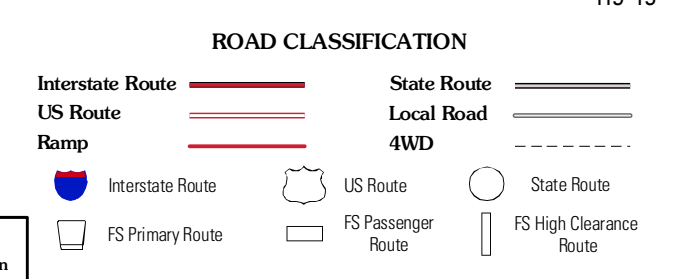 ROAD CLASSIFICATION
Interstate Route
State Route
US Route
Local Road
Ramp
4WD
Interstate Route
US Route
State Route
FS Primary Route
FS Passenger
Route
FS High Clearance
Route